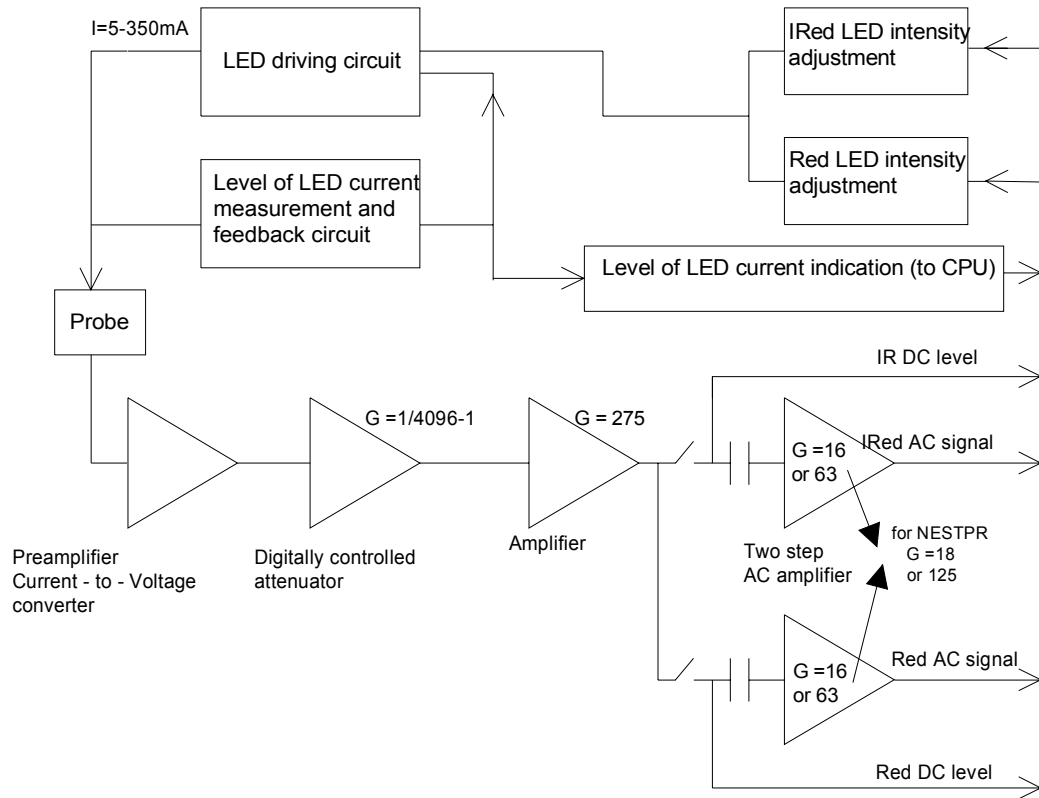 I=5-350mA
LED driving circuit
IRed LED intensity
adjustment
Red LED intensity
adjustment
Level of LED current
measurement and
feedback circuit
Level of LED current indication (to CPU)
Probe
IR DC level
G =1/4096-1
G = 275
G =16
or 63
IRed AC signal
Preamplifier
Current - to - Voltage
converter
Digitally controlled
attenuator
Amplifier
Two step
AC amplifier
for NESTPR
G =18
or 125
G =16
or 63
Red AC signal
Red DC level